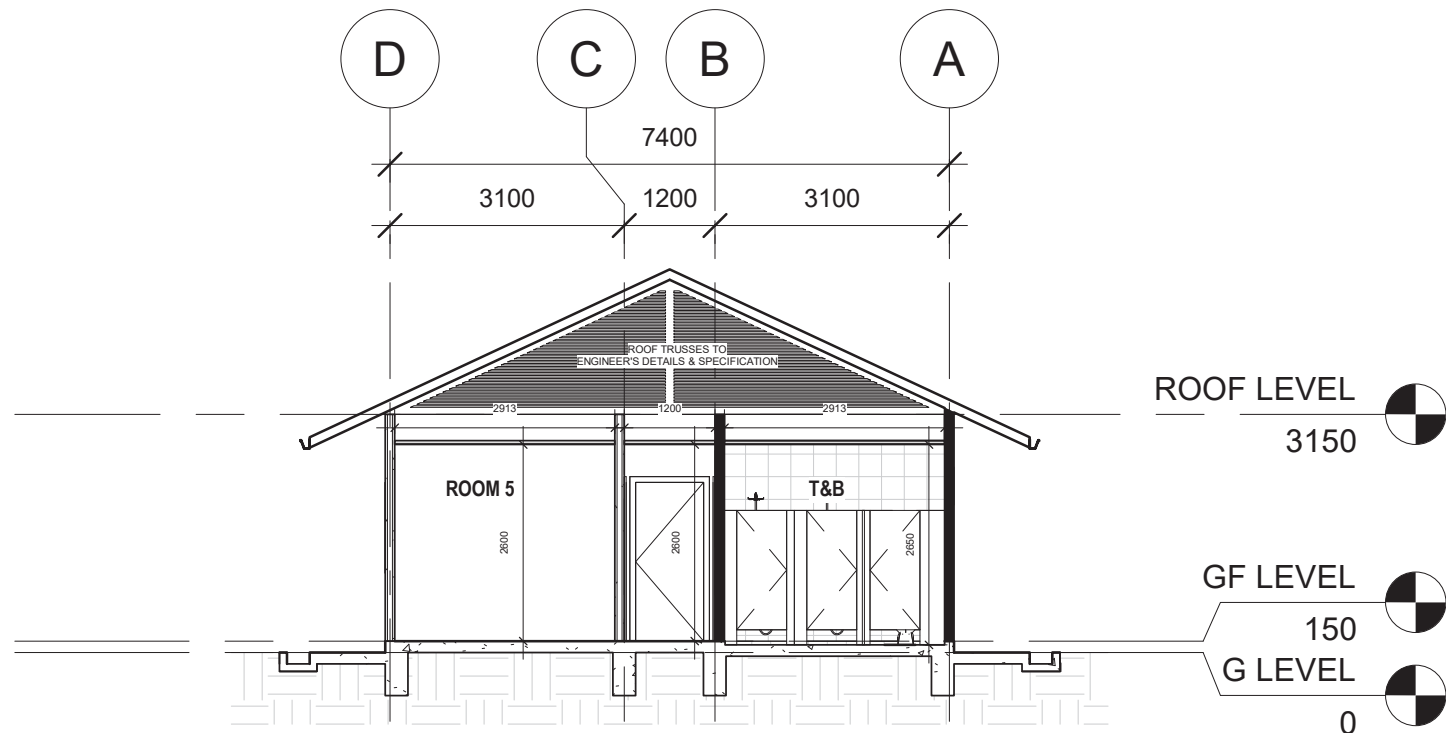 D
C
B
A
7400
3100
1200
3100
ROOF TRUSSES TO
ENGINEER'S DETAILS & SPECIFICATION
2913
1200
2913
ROOF LEVEL
3150
ROOM 5
T&B
2600
2600
2650
GF LEVEL
150
G LEVEL
0